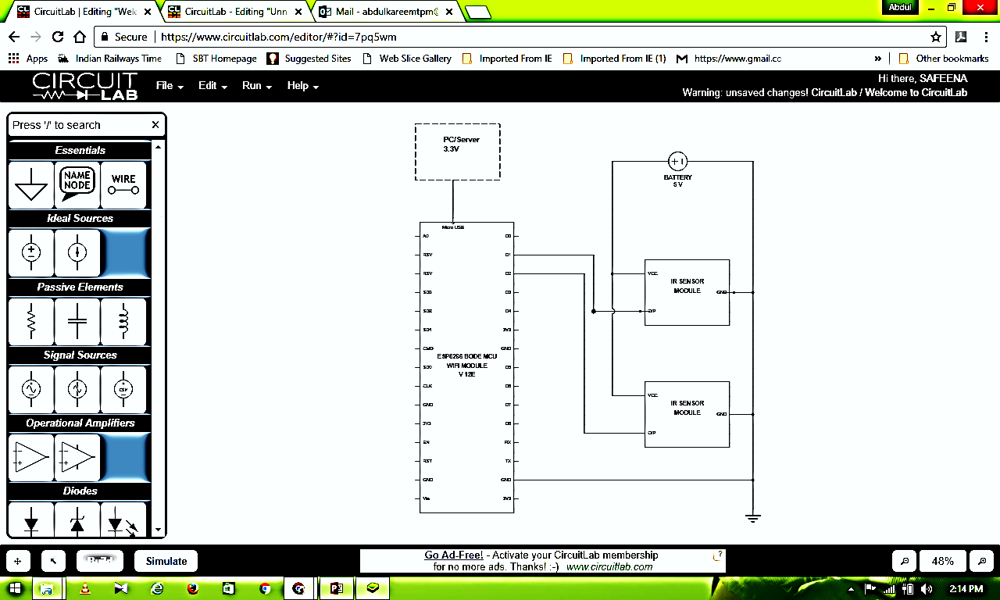 CircuitLab | Editing "Welc
CircuitLab - Editing "Unn
Mail - abdulkareemtpm@
Abdul
Secure
https://www.circuitlab.com/editor/#?id=7pq5wm
Apps
Indian Railways Time
SBT Homepage
Suggested Sites
Web Slice Gallery
Imported From IE
Imported From IE (1)
https://www.gmail.cc
Other bookmarks
CIRCUIT
LAB
File
Edit
Run
Help
Hi there, SAFEENA
Warning: unsaved changes! CircuitLab / Welcome to CircuitLab
Press '/' to search
Essentials
NAME
NODE
WIRE
Ideal Sources
Passive Elements
Signal Sources
CSV
Operational Amplifiers
Diodes
PC/Server
3.3V
BATTERY
5 V
Micro USB
A0
RSV
RSV
SD3
SD2
SD1
CMD
SD0
CLK
GND
3V3
EN
RST
GND
Vin
ESP8266 BODE MCU
WIFI MODULE
V 12E
D0
D1
D2
D3
D4
3V3
GND
D5
D6
D7
D8
RX
TX
GND
3V3
VCC
IR SENSOR
MODULE
GND
O/P
VCC
IR SENSOR
MODULE
GND
O/P
Simulate
Go Ad-Free! - Activate your CircuitLab membership
for no more ads. Thanks! :-) www.circuitlab.com
48%
2:14 PM